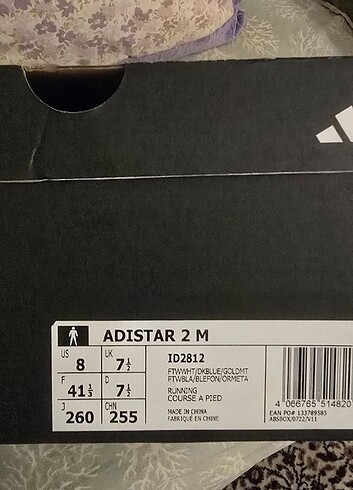 ADISTAR 2 M
US 8 UK 7½
F 41⅓ D 7½
J 260 CHN 255
ID2812
FTWWHT/DKBLUE/GOLDMT
FTWBLA/BLEFON/ORMETA
RUNNING
COURSE A PIED
MADE IN CHINA
FABRIQUÉ EN CHINE
4 066765 514820
EAN PO# 133789585
ABSBOX/0722/V11